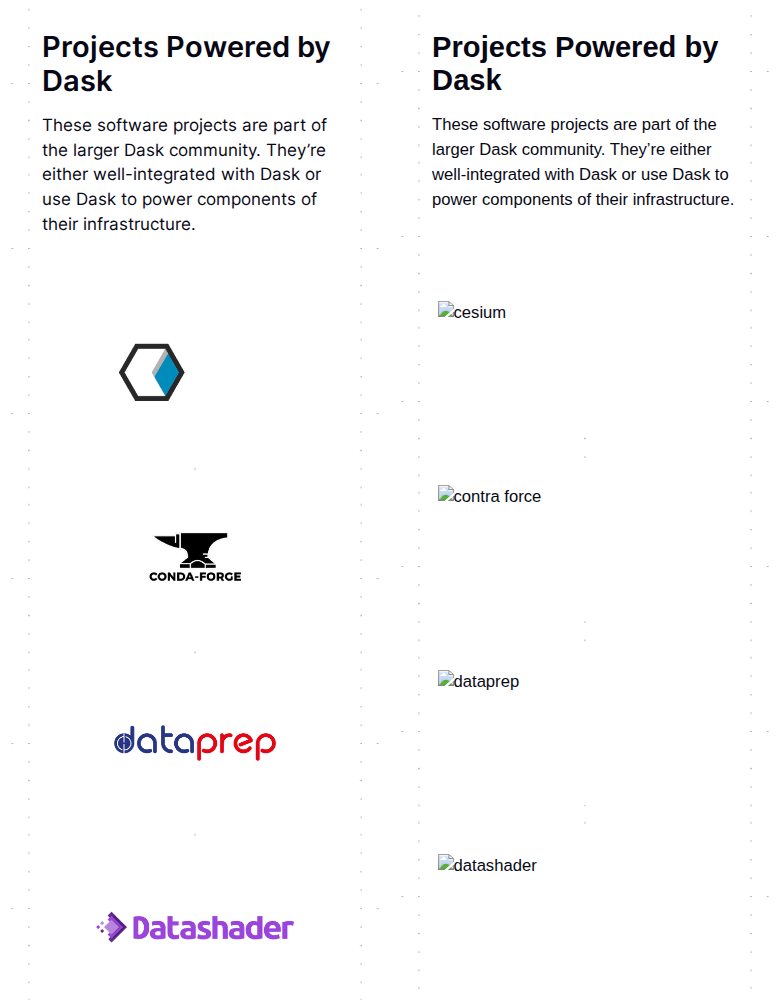 Projects Powered by
Dask
These software projects are part of
the larger Dask community. They’re
either well-integrated with Dask or
use Dask to power components of
their infrastructure.
CONDA-FORGE
dataprep
Datashader
Projects Powered by
Dask
These software projects are part of the
larger Dask community. They’re either
well-integrated with Dask or use Dask to
power components of their infrastructure.
cesium
contra force
dataprep
datashader